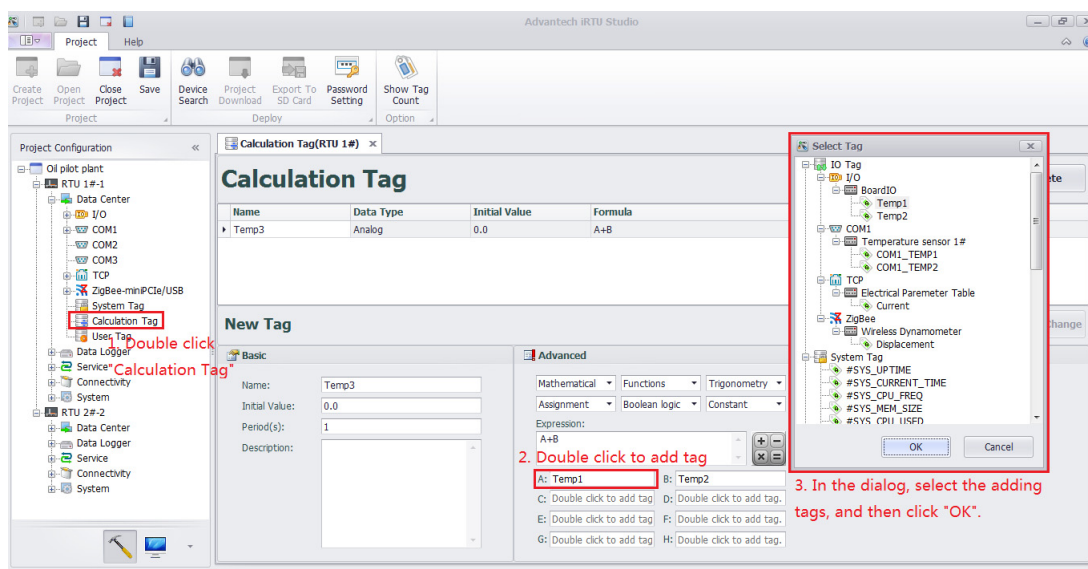 Advantech iRTU Studio
Project Help
Create Project
Open Project
Close Project
Save
Device Search
Project Download
Export To SD Card
Password Setting
Show Tag Count
Project
Deploy
Option
Project Configuration «
Oil pilot plant
RTU 1#-1
Data Center
I/O
COM1
COM2
COM3
TCP
ZigBee-miniPCIe/USB
System Tag
Calculation Tag
User Tag
Data Logger
Service
Connectivity
System
RTU 2#-2
Data Center
Data Logger
Service
Connectivity
System
1. Double click
"Calculation Tag"
Calculation Tag(RTU 1#) ×
Calculation Tag
Name Data Type Initial Value Formula
Temp3 Analog 0.0 A+B
New Tag
Change
Basic
Name: Temp3
Initial Value: 0.0
Period(s): 1
Description:
Advanced
Mathematical Functions Trigonometry
Assignment Boolean logic Constant
Expression:
A+B
+ −
× =
2. Double click to add tag
A: Temp1 B: Temp2
C: Double click to add tag D: Double click to add tag.
E: Double click to add tag F: Double click to add tag.
G: Double click to add tag H: Double click to add tag.
Select Tag
IO Tag
I/O
BoardIO
Temp1
Temp2
COM1
Temperature sensor 1#
COM1_TEMP1
COM1_TEMP2
TCP
Electrical Paremeter Table
Current
ZigBee
Wireless Dynamometer
Displacement
System Tag
#SYS_UPTIME
#SYS_CURRENT_TIME
#SYS_CPU_FREQ
#SYS_MEM_SIZE
#SYS_CPU_USED
OK Cancel
3. In the dialog, select the adding
tags, and then click "OK".